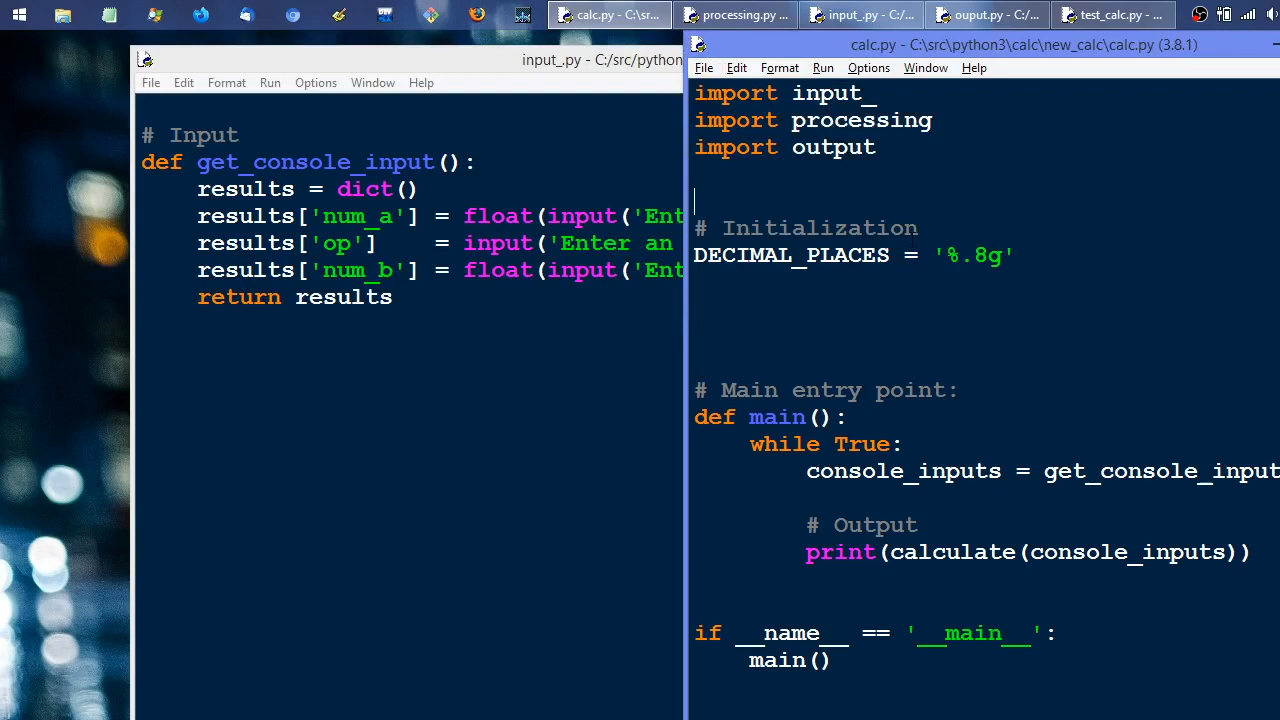 calc.py - C:\sr...
processing.py ...
input_.py - C:/...
ouput.py - C:/...
test_calc.py - ...
input_.py - C:/src/python
File Edit Format Run Options Window Help
# Input
def get_console_input():
results = dict()
results['num_a'] = float(input('Ent
results['op'] = input('Enter an
results['num_b'] = float(input('Ent
return results
calc.py - C:\src\python3\calc\new_calc\calc.py (3.8.1)
File Edit Format Run Options Window Help
import input_
import processing
import output
# Initialization
DECIMAL_PLACES = '%.8g'
# Main entry point:
def main():
while True:
console_inputs = get_console_input
# Output
print(calculate(console_inputs))
if __name__ == '__main__':
main()